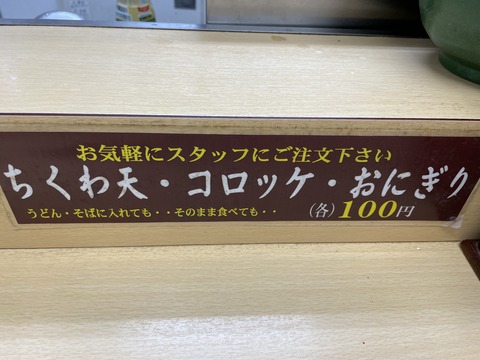 お気軽にスタッフにご注文下さい
ちくわ天・コロッケ・おにぎり
うどん・そばに入れても・・そのまま食べても・・ (各)100円